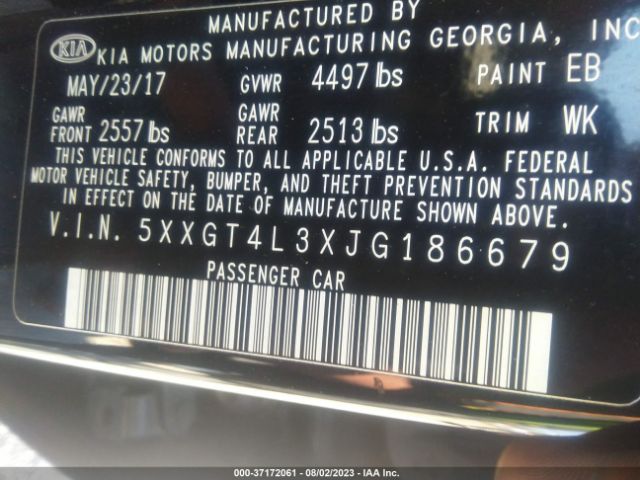 MANUFACTURED BY
KIA KIA MOTORS MANUFACTURING GEORGIA, INC
MAY/23/17 GVWR 4497 lbs PAINT EB
GAWR FRONT 2557 lbs GAWR REAR 2513 lbs TRIM WK
THIS VEHICLE CONFORMS TO ALL APPLICABLE U.S.A. FEDERAL
MOTOR VEHICLE SAFETY, BUMPER, AND THEFT PREVENTION STANDARDS
IN EFFECT ON THE DATE OF MANUFACTURE SHOWN ABOVE.
V.I.N. 5XXGT4L3XJG186679
PASSENGER CAR
000-37172061 - 08/02/2023 - IAA Inc.